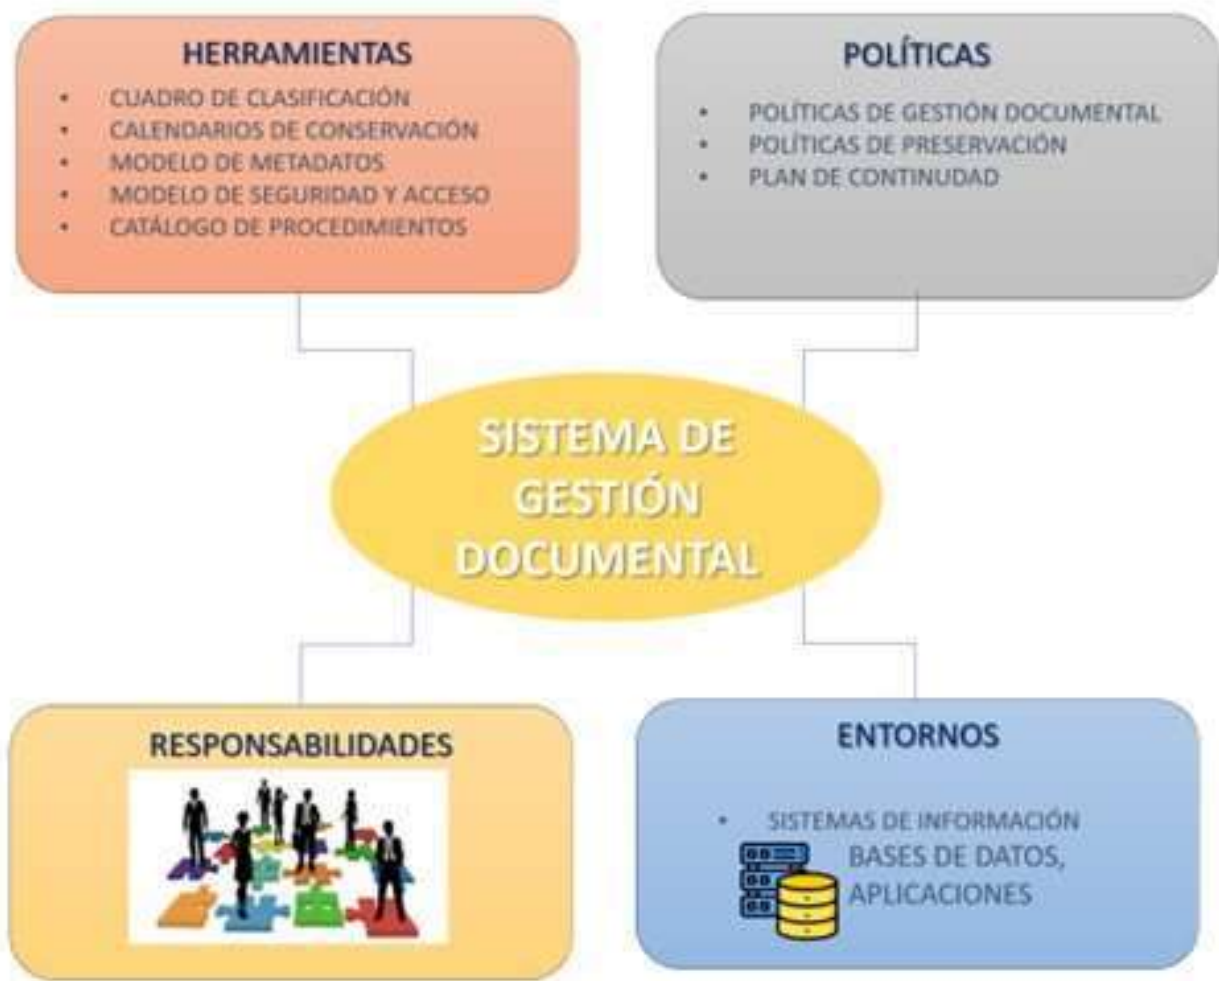 HERRAMIENTAS
• CUADRO DE CLASIFICACIÓN
• CALENDARIOS DE CONSERVACIÓN
• MODELO DE METADATOS
• MODELO DE SEGURIDAD Y ACCESO
• CATÁLOGO DE PROCEDIMIENTOS
POLÍTICAS
• POLÍTICAS DE GESTIÓN DOCUMENTAL
• POLÍTICAS DE PRESERVACIÓN
• PLAN DE CONTINUDAD
SISTEMA DE
GESTIÓN
DOCUMENTAL
RESPONSABILIDADES
ENTORNOS
• SISTEMAS DE INFORMACIÓN
BASES DE DATOS,
APLICACIONES